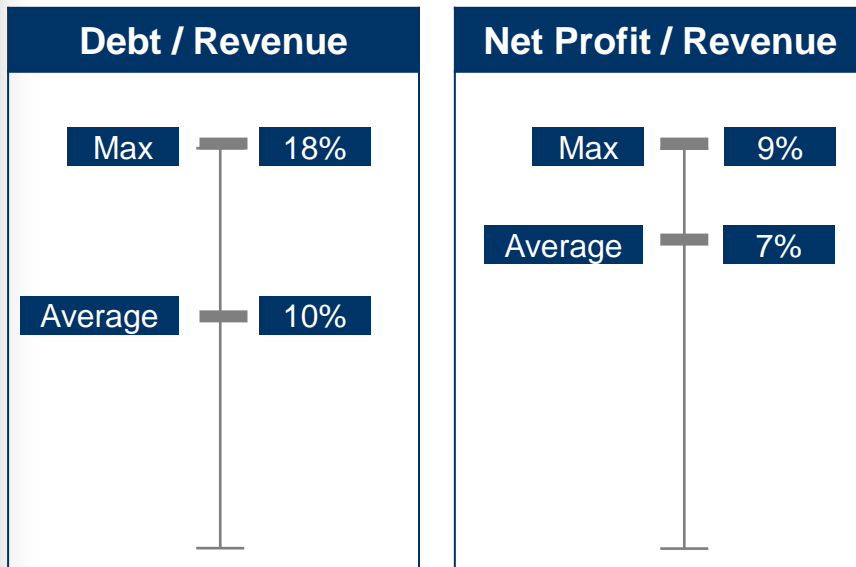 Debt / Revenue
Max
18%
Average
10%
Net Profit / Revenue
Max
9%
Average
7%